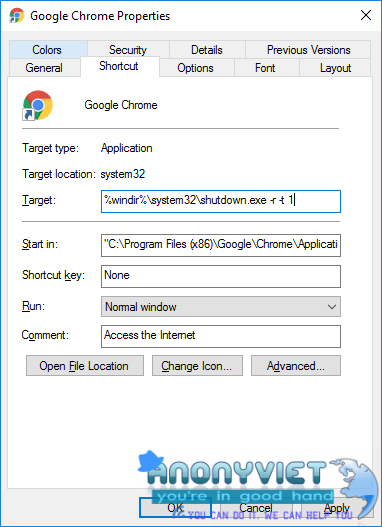 Google Chrome Properties
Colors Security Details Previous Versions
General Shortcut Options Font Layout
Google Chrome
Target type: Application
Target location: system32
Target: %windir%\system32\shutdown.exe -r -t 1
Start in: "C:\Program Files (x86)\Google\Chrome\Applicati
Shortcut key: None
Run: Normal window
Comment: Access the Internet
Open File Location Change Icon... Advanced...
ANONYVIET
you're in good hand
OK Cancel Apply
YOU CAN DO IT. WE CAN HELP YOU